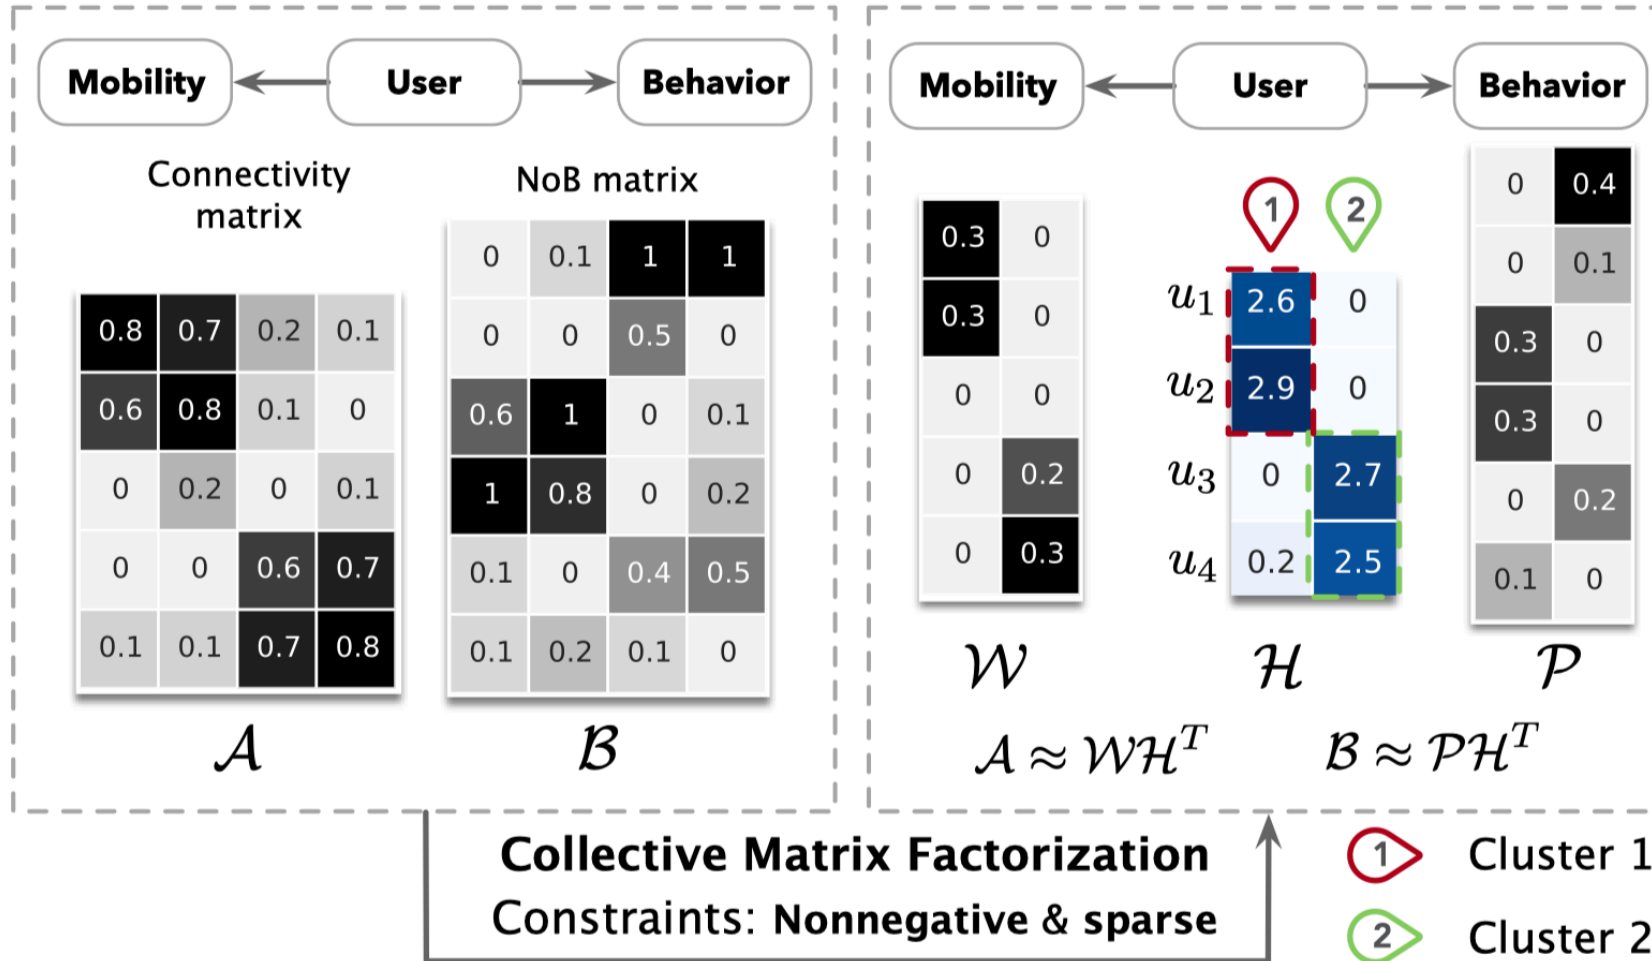 Mobility User Behavior
Connectivity
matrix
NoB matrix
0.8 0.7 0.2 0.1
0.6 0.8 0.1 0
0 0.2 0 0.1
0 0 0.6 0.7
0.1 0.1 0.7 0.8
𝒜
0 0.1 1 1
0 0 0.5 0
0.6 1 0 0.1
1 0.8 0 0.2
0.1 0 0.4 0.5
0.1 0.2 0.1 0
ℬ
Mobility User Behavior
0.3 0
0.3 0
0 0
0 0.2
0 0.3
𝒲
1 2
u₁ 2.6 0
u₂ 2.9 0
u₃ 0 2.7
u₄ 0.2 2.5
ℋ
0 0.4
0 0.1
0.3 0
0.3 0
0 0.2
0.1 0
𝒫
𝒜 ≈ 𝒲ℋᵀ
ℬ ≈ 𝒫ℋᵀ
Collective Matrix Factorization
Constraints: Nonnegative & sparse
1 Cluster 1
2 Cluster 2